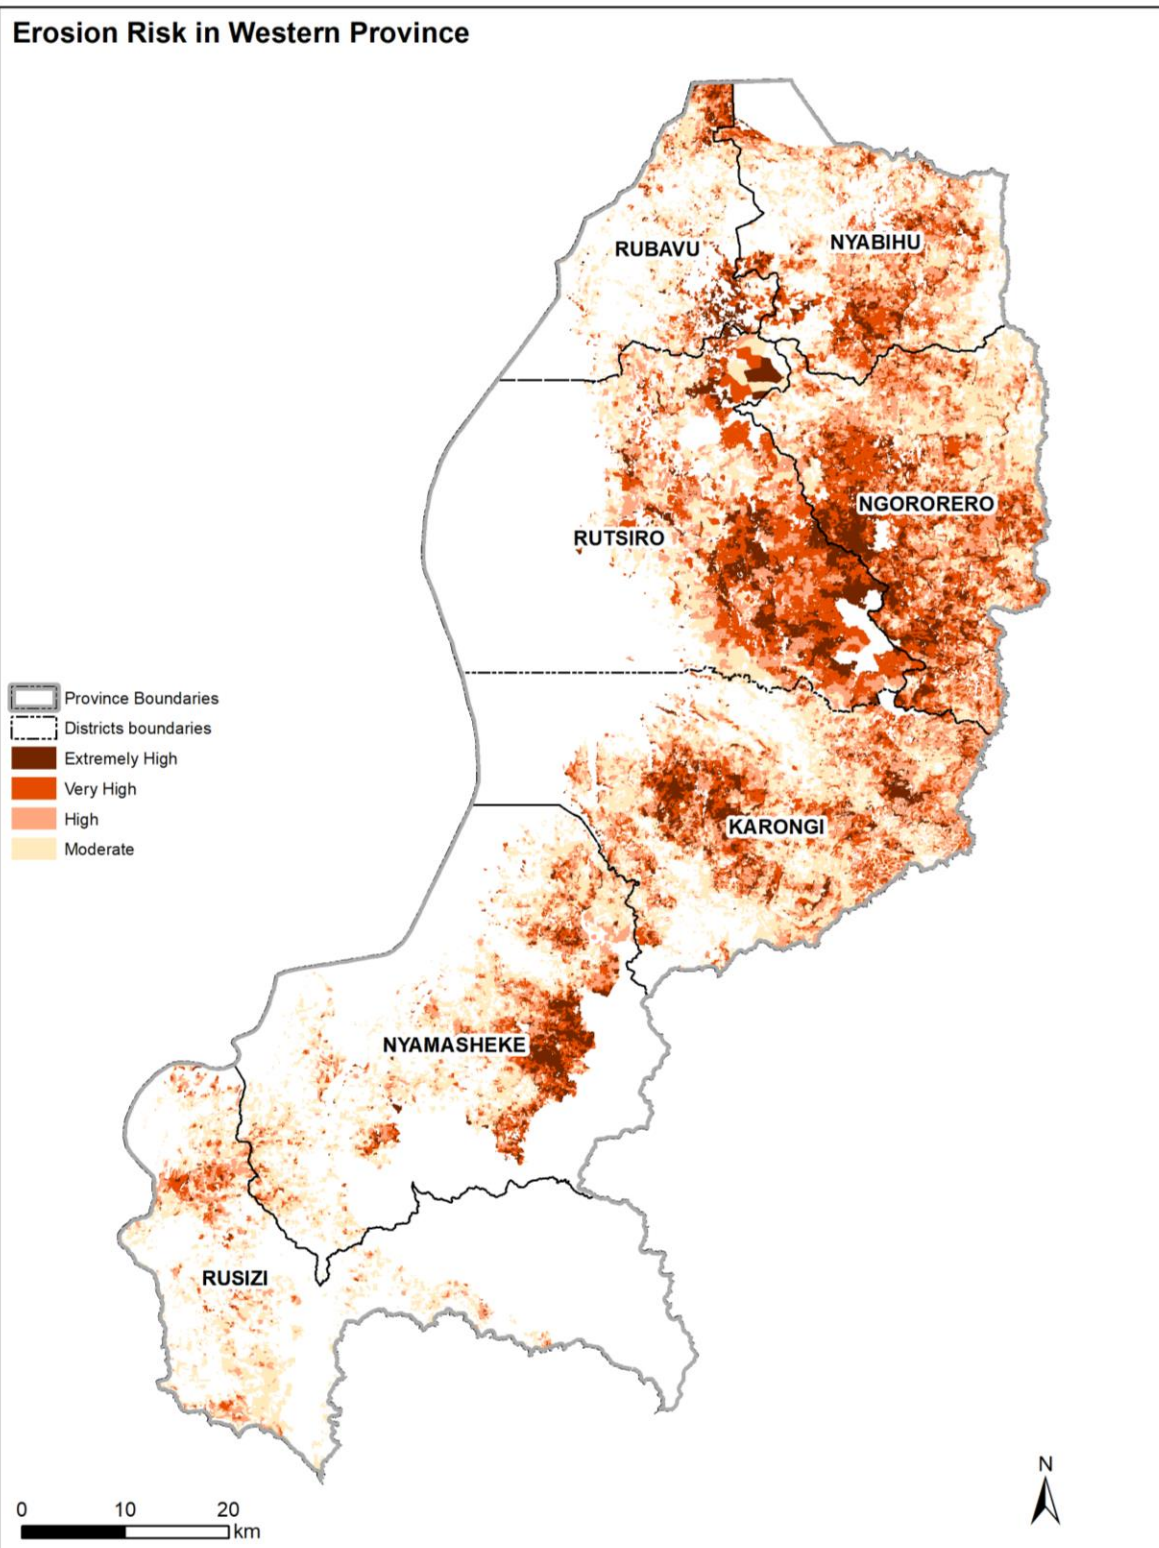 Erosion Risk in Western Province
RUBAVU
NYABIHU
NGORORERO
RUTSIRO
Province Boundaries
Districts boundaries
Extremely High
Very High
High
Moderate
KARONGI
NYAMASHEKE
RUSIZI
N
0 10 20
km